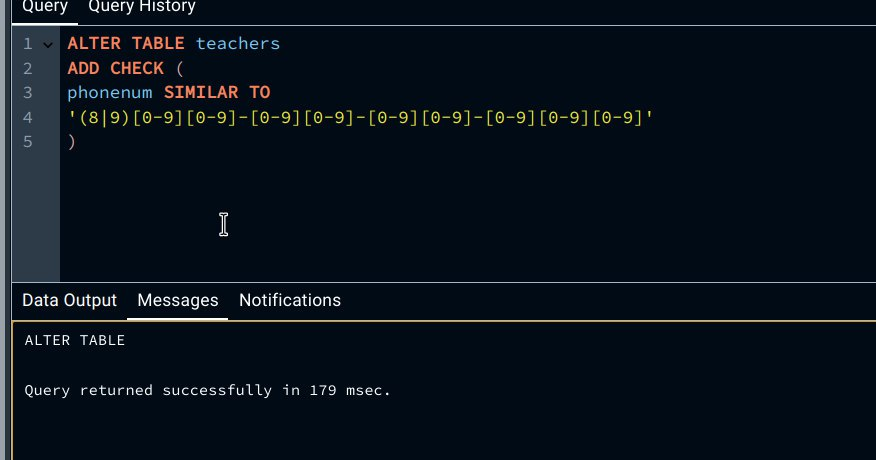 Query Query History
1 ALTER TABLE teachers
2 ADD CHECK (
3 phonenum SIMILAR TO
4 '(8|9)[0-9][0-9]-[0-9][0-9]-[0-9][0-9]-[0-9][0-9][0-9]'
5 )
Data Output Messages Notifications
ALTER TABLE
Query returned successfully in 179 msec.